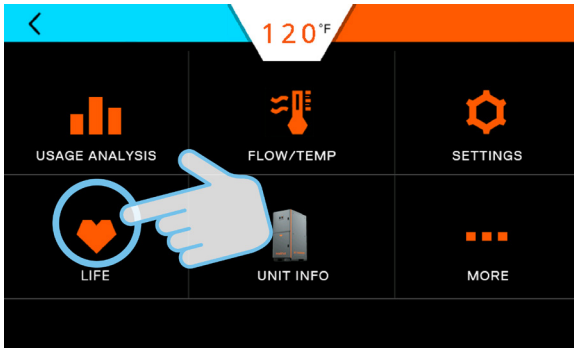 120°F
USAGE ANALYSIS
FLOW/TEMP
SETTINGS
LIFE
UNIT INFO
MORE